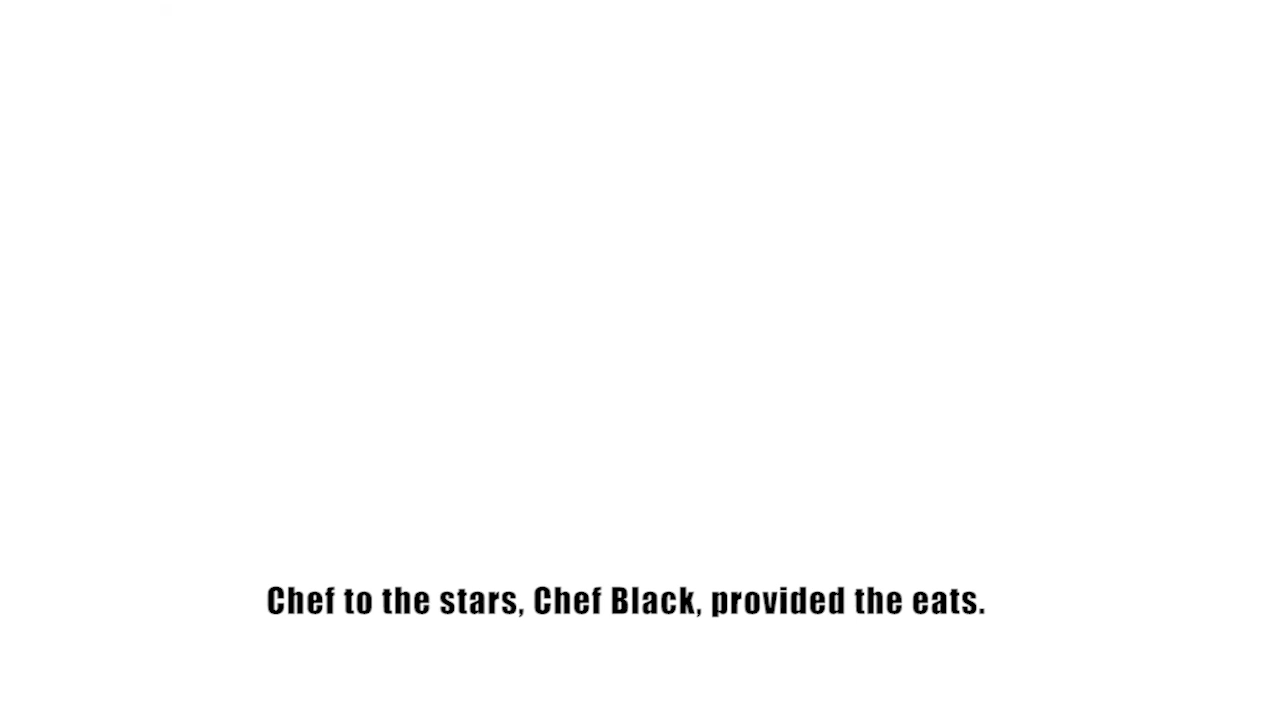 Chef to the stars, Chef Black, provided the eats.